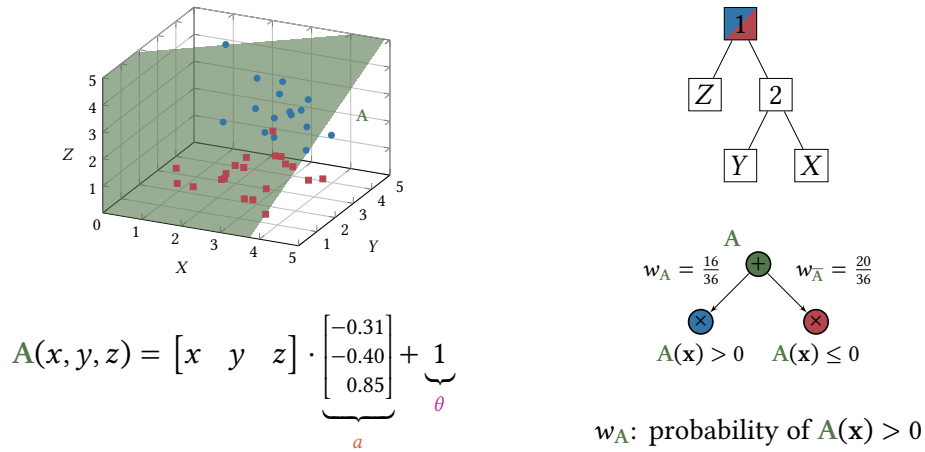 5
4
3
2
1
0
1
2
3
4
5
1
2
3
4
5
Z
X
Y
A
1
Z
2
Y
X
A
w_A = 16/36
w_A̅ = 20/36
+
×
×
A(x) > 0
A(x) ≤ 0
A(x, y, z) = [x y z] · [−0.31 −0.40 0.85] + 1
a
θ
w_A: probability of A(x) > 0